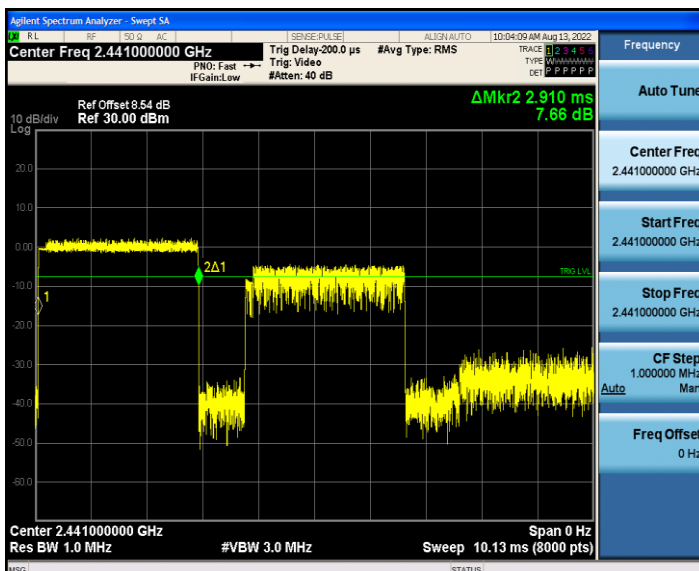 Agilent Spectrum Analyzer - Swept SA
RL RF 50 Ω AC SENSE:PULSE ALIGN AUTO 10:04:09 AM Aug 13, 2022
Center Freq 2.441000000 GHz
PNO: Fast
IFGain:Low
Trig Delay-200.0 µs
Trig: Video
#Atten: 40 dB
#Avg Type: RMS
TRACE 1 2 3 4 5 6
TYPE
DET P P P P P P
Frequency
Auto Tune
Center Freq
2.441000000 GHz
Start Freq
2.441000000 GHz
Stop Freq
2.441000000 GHz
CF Step
1.000000 MHz
Auto Man
Freq Offset
0 Hz
ΔMkr2 2.910 ms
7.66 dB
Ref Offset 8.54 dB
10 dB/div Ref 30.00 dBm
Log
20.0
0.00
-10.0
-20.0
-30.0
-40.0
-50.0
-60.0
2Δ1
1
TRIG LVL
Center 2.441000000 GHz Span 0 Hz
Res BW 1.0 MHz #VBW 3.0 MHz Sweep 10.13 ms (8000 pts)
MSG STATUS